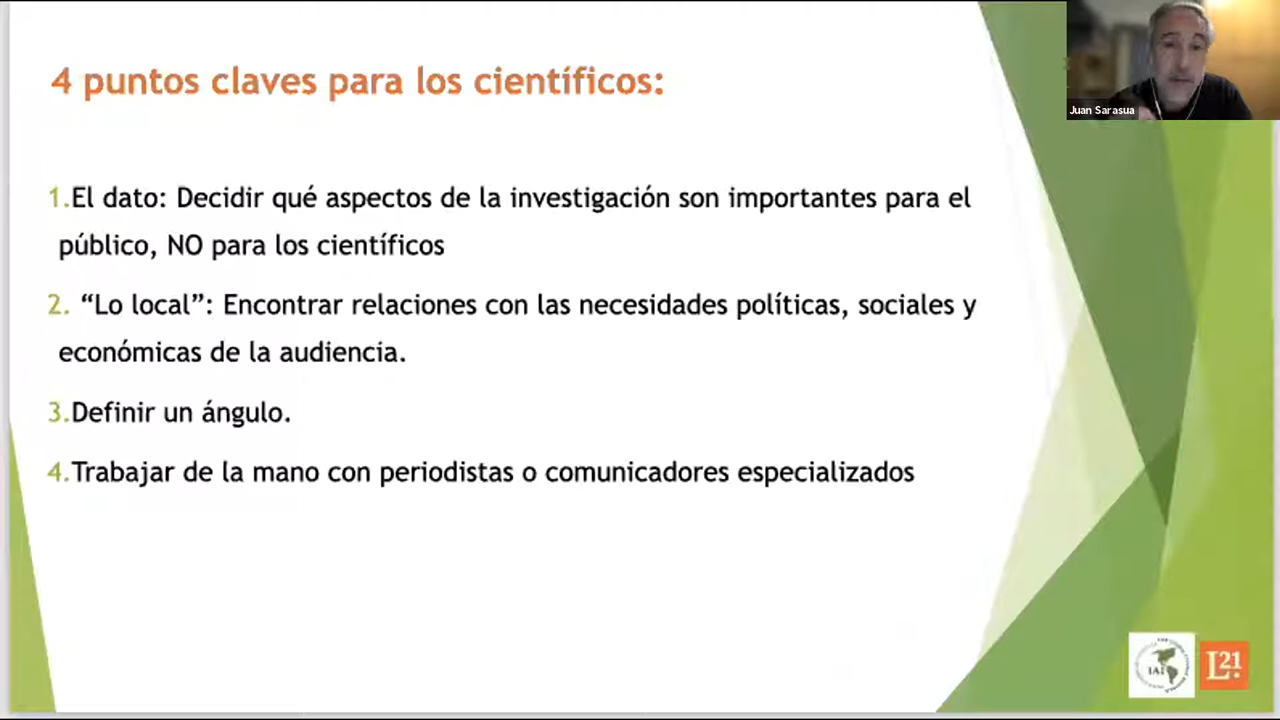 4 puntos claves para los científicos:
Juan Sarasua
1.El dato: Decidir qué aspectos de la investigación son importantes para el
público, NO para los científicos
2. “Lo local”: Encontrar relaciones con las necesidades políticas, sociales y
económicas de la audiencia.
3.Definir un ángulo.
4.Trabajar de la mano con periodistas o comunicadores especializados
IAI
L21